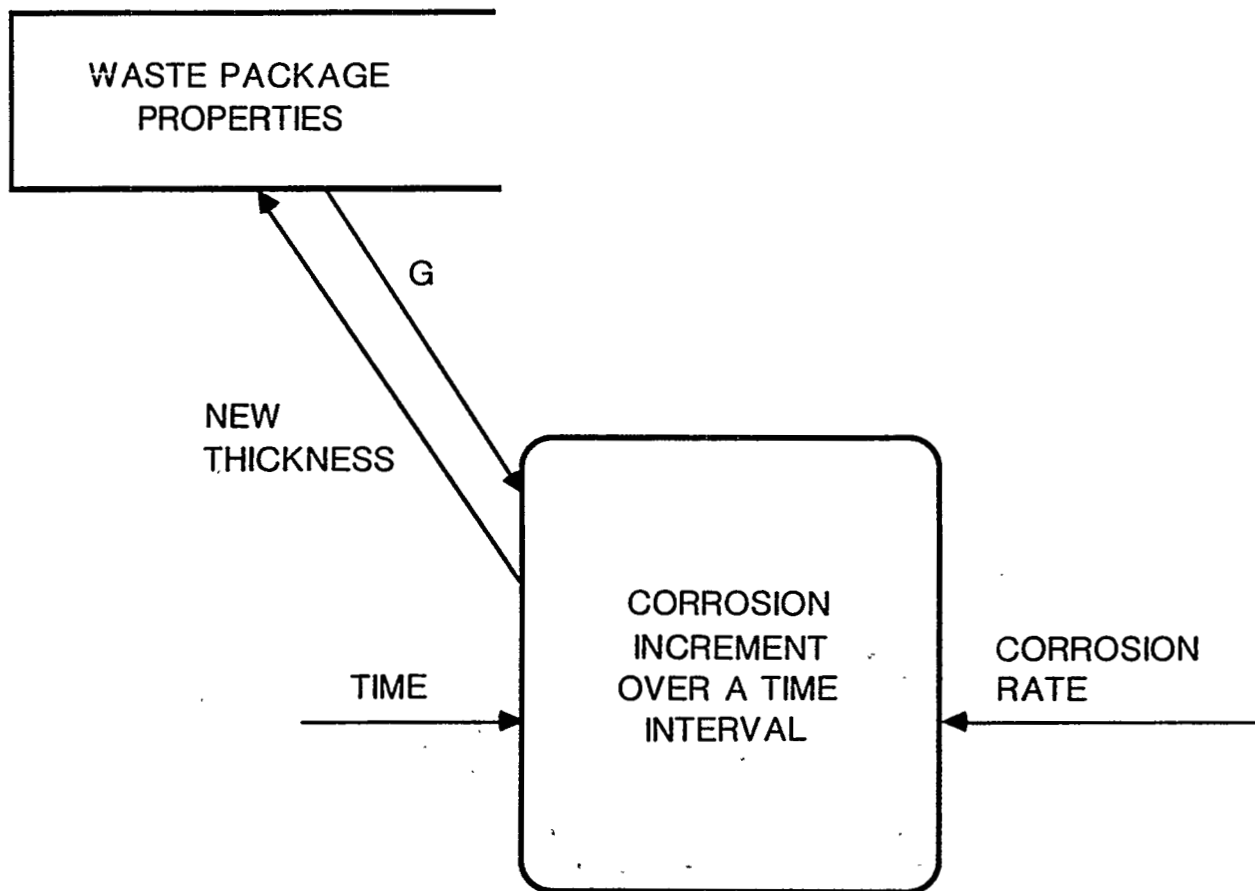 WASTE PACKAGE
PROPERTIES
G
NEW
THICKNESS
CORROSION
INCREMENT
OVER A TIME
INTERVAL
TIME
CORROSION
RATE